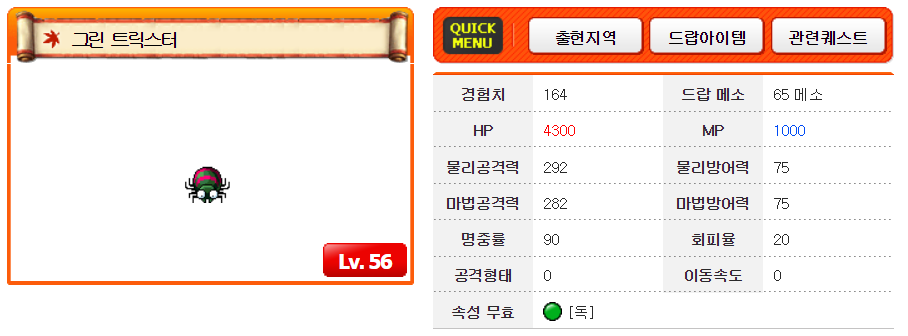 그린 트릭스터
Lv. 56
QUICK MENU
출현지역
드랍아이템
관련퀘스트
경험치 164 드랍 메소 65 메소
HP 4300 MP 1000
물리공격력 292 물리방어력 75
마법공격력 282 마법방어력 75
명중률 90 회피율 20
공격형태 0 이동속도 0
속성 무효 [독]